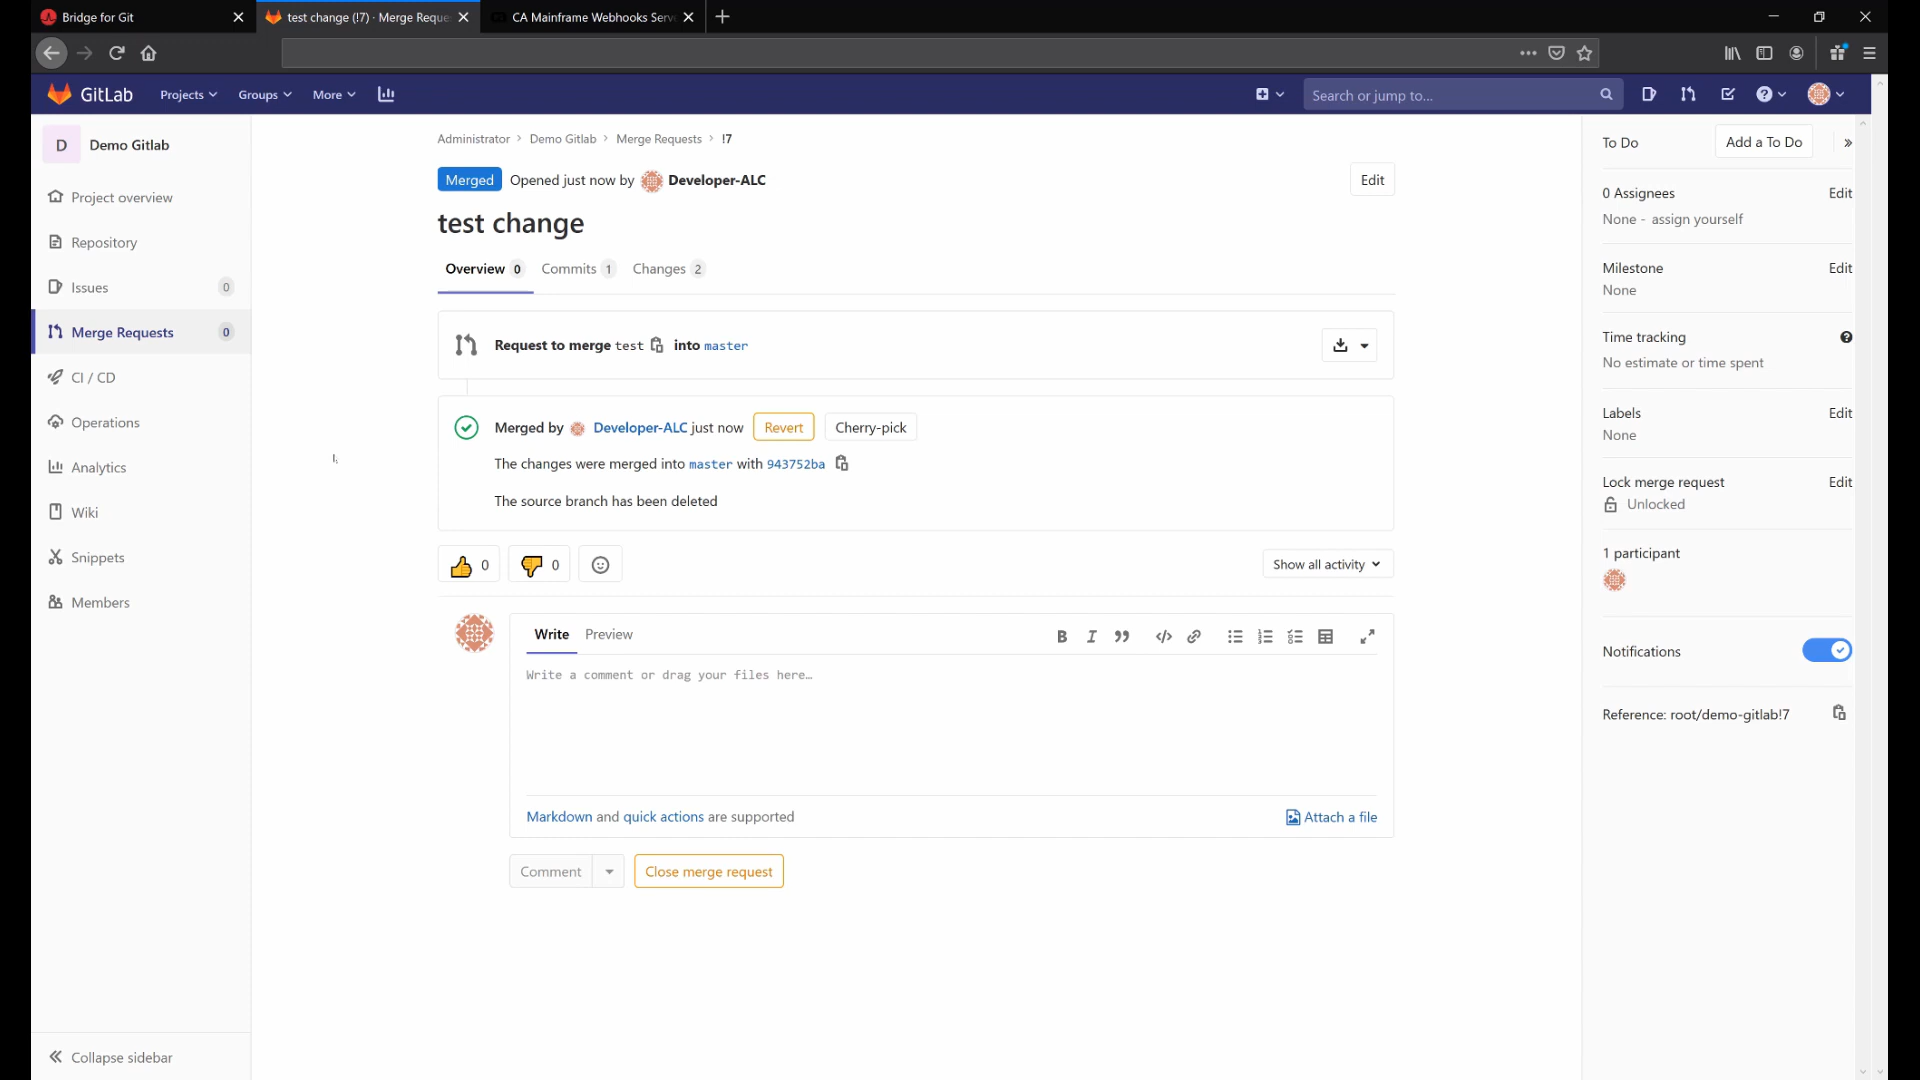 Bridge for Git
test change (!7) · Merge Reque
CA Mainframe Webhooks Serv
GitLab
Projects
Groups
More
Search or jump to...
D
Demo Gitlab
Project overview
Repository
Issues 0
Merge Requests 0
CI / CD
Operations
Analytics
Wiki
Snippets
Members
Collapse sidebar
Administrator > Demo Gitlab > Merge Requests > !7
Merged Opened just now by Developer-ALC
Edit
test change
Overview 0 Commits 1 Changes 2
Request to merge test into master
Merged by Developer-ALC just now Revert Cherry-pick
The changes were merged into master with 943752ba
The source branch has been deleted
0 0
Show all activity
Write Preview
Write a comment or drag your files here…
Markdown and quick actions are supported
Attach a file
Comment Close merge request
To Do Add a To Do »
0 Assignees Edit
None - assign yourself
Milestone Edit
None
Time tracking
No estimate or time spent
Labels Edit
None
Lock merge request Edit
Unlocked
1 participant
Notifications
Reference: root/demo-gitlab!7